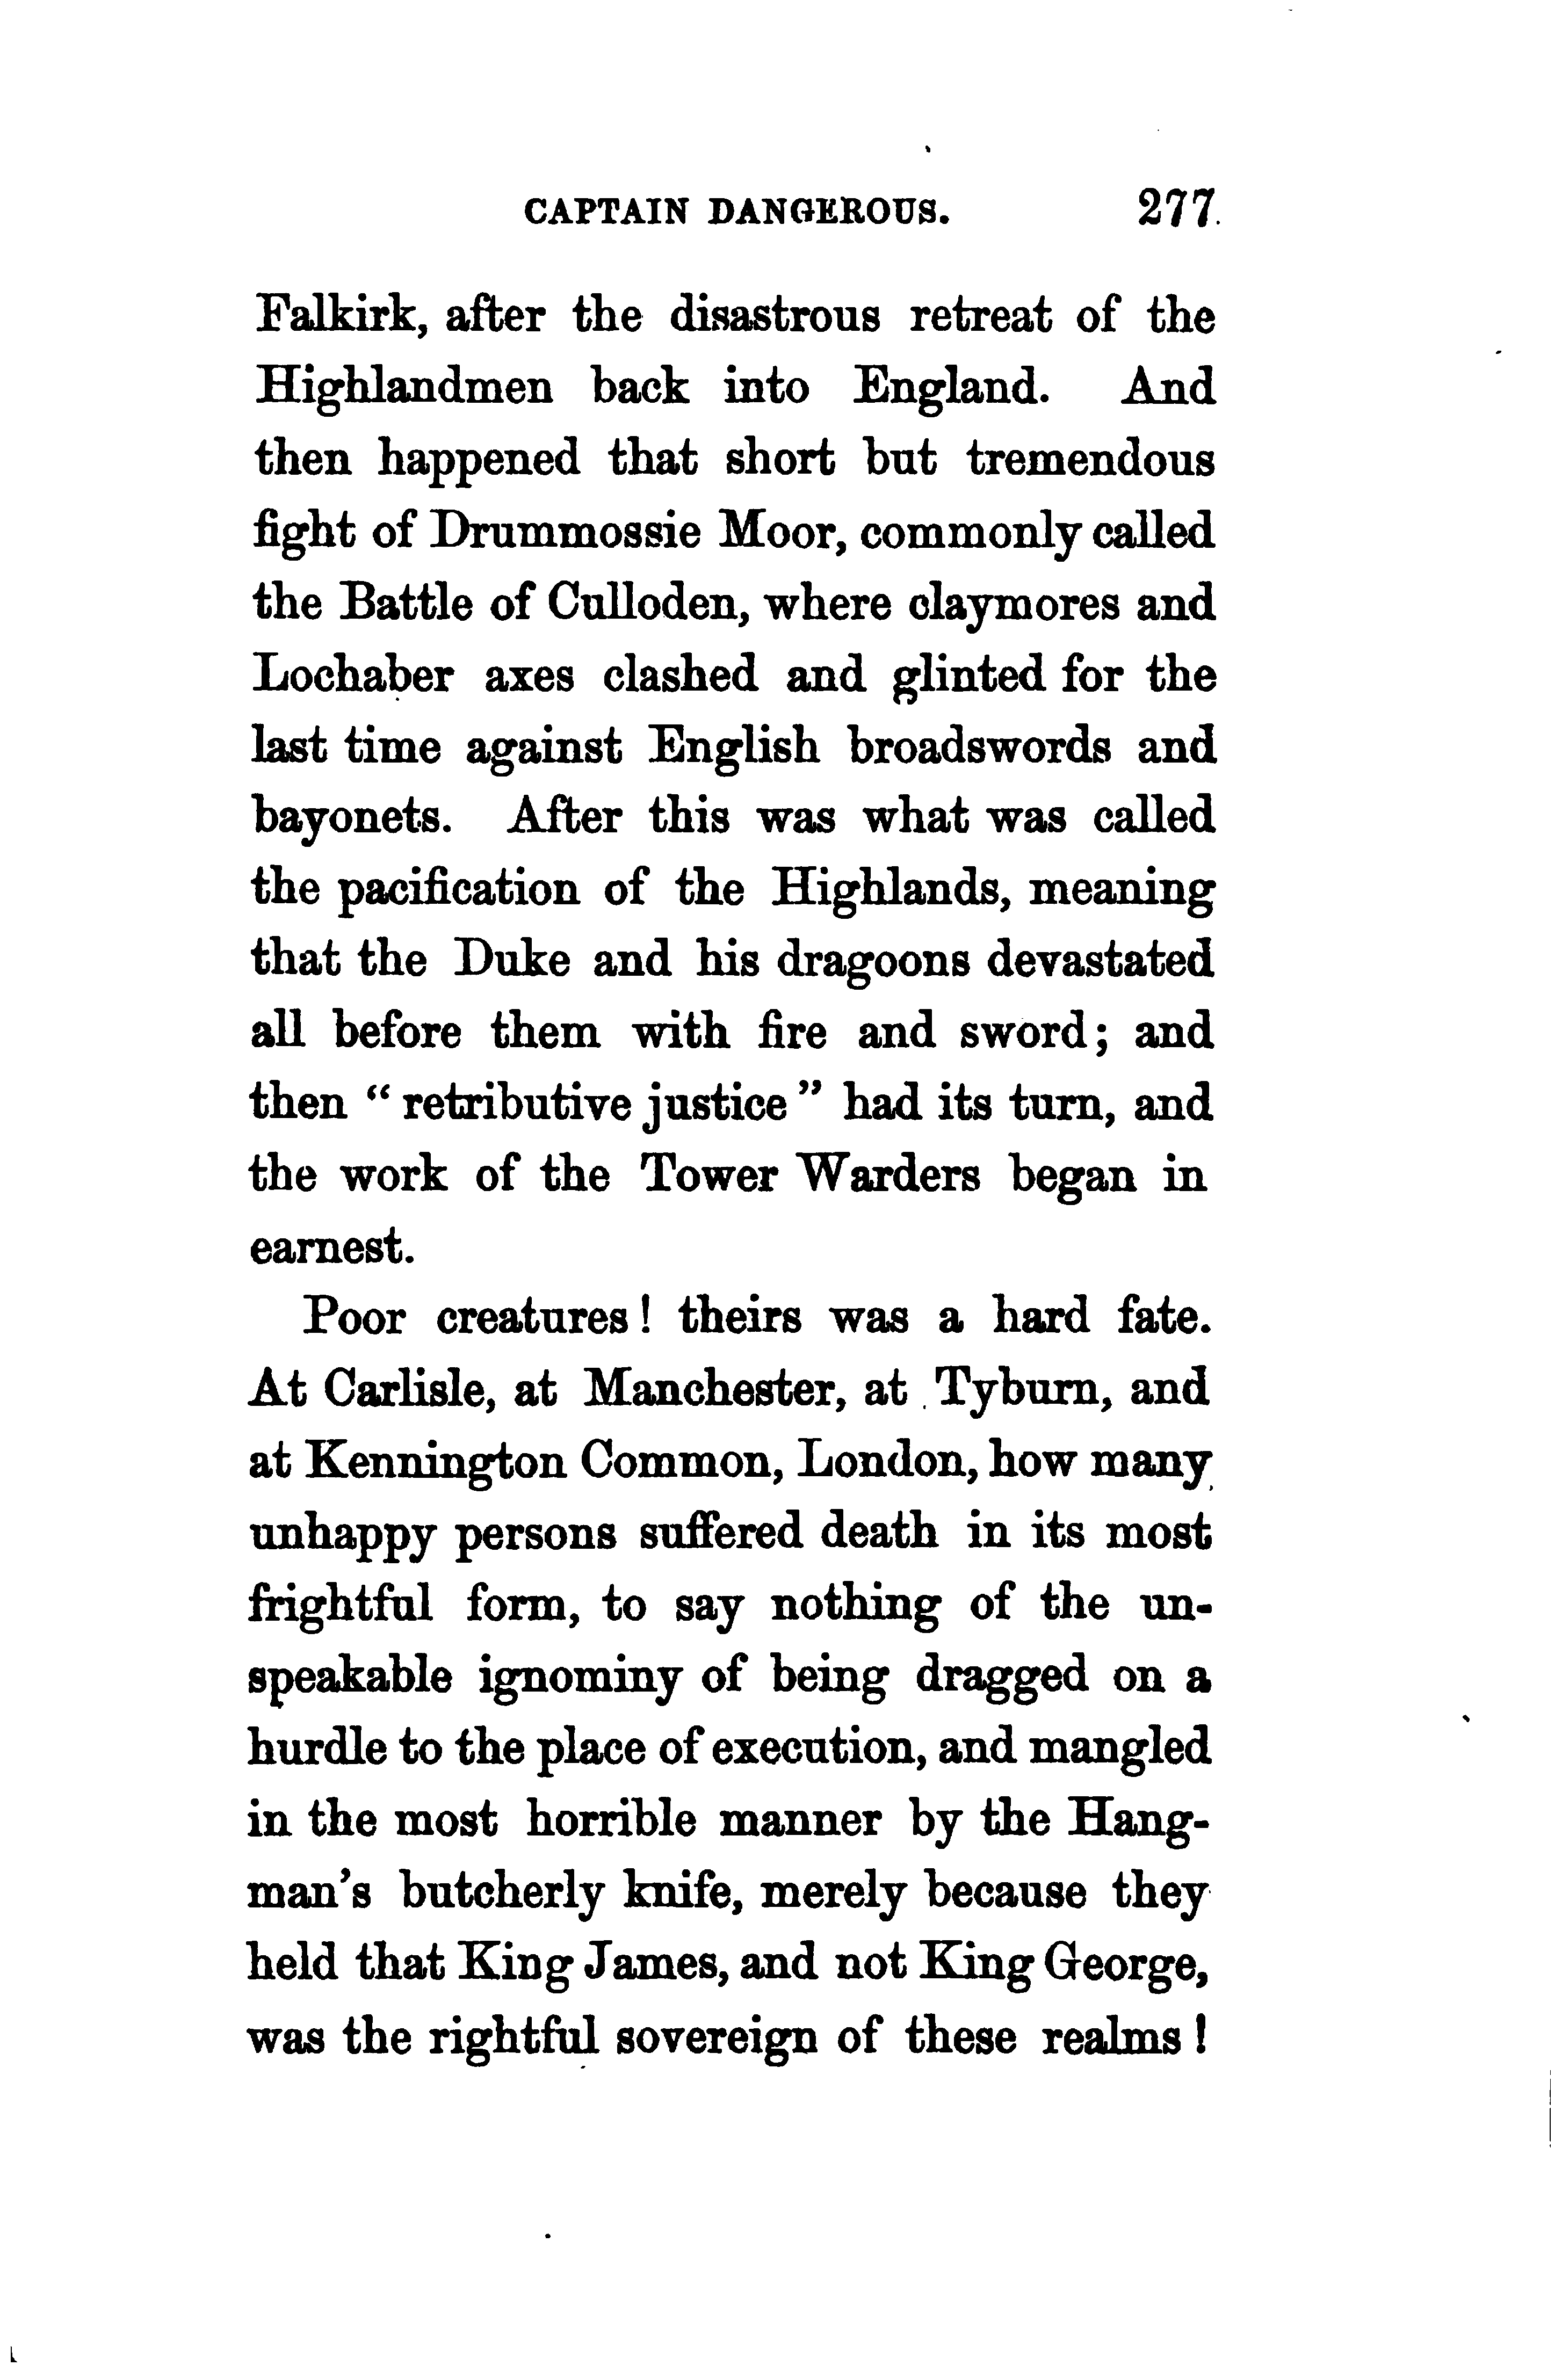 CAPTAIN DANGEROUS. 277
Falkirk, after the disastrous retreat of the
Highlandmen back into England. And
then happened that short but tremendous
fight of Drummossie Moor, commonly called
the Battle of Culloden, where claymores and
Lochaber axes clashed and glinted for the
last time against English broadswords and
bayonets. After this was what was called
the pacification of the Highlands, meaning
that the Duke and his dragoons devastated
all before them with fire and sword; and
then “ retributive justice ” had its turn, and
the work of the Tower Warders began in
earnest.
Poor creatures! theirs was a hard fate.
At Carlisle, at Manchester, at Tyburn, and
at Kennington Common, London, how many
unhappy persons suffered death in its most
frightful form, to say nothing of the un-
speakable ignominy of being dragged on a
hurdle to the place of execution, and mangled
in the most horrible manner by the Hang-
man's butcherly knife, merely because they
held that King James, and not King George,
was the rightful sovereign of these realms!